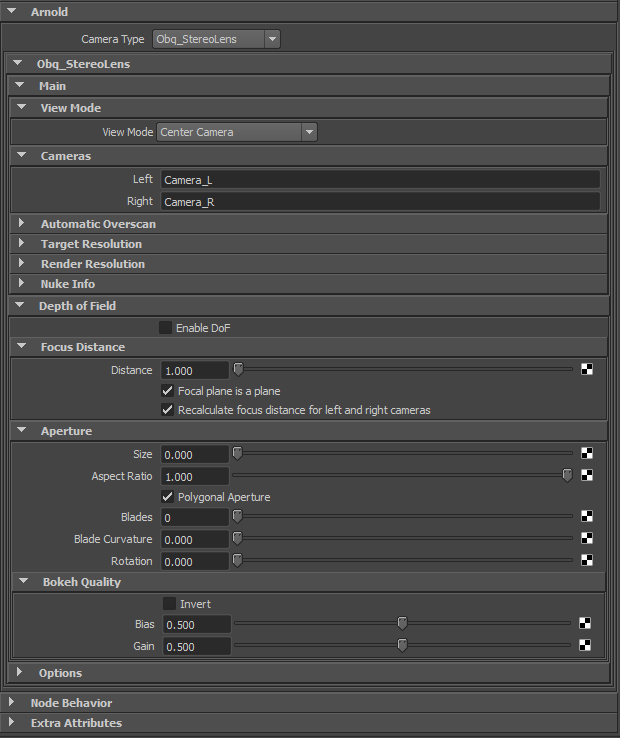 Arnold
Camera Type Obq_StereoLens
Obq_StereoLens
Main
View Mode
View Mode Center Camera
Cameras
Left Camera_L
Right Camera_R
Automatic Overscan
Target Resolution
Render Resolution
Nuke Info
Depth of Field
Enable DoF
Focus Distance
Distance 1.000
Focal plane is a plane
Recalculate focus distance for left and right cameras
Aperture
Size 0.000
Aspect Ratio 1.000
Polygonal Aperture
Blades 0
Blade Curvature 0.000
Rotation 0.000
Bokeh Quality
Invert
Bias 0.500
Gain 0.500
Options
Node Behavior
Extra Attributes